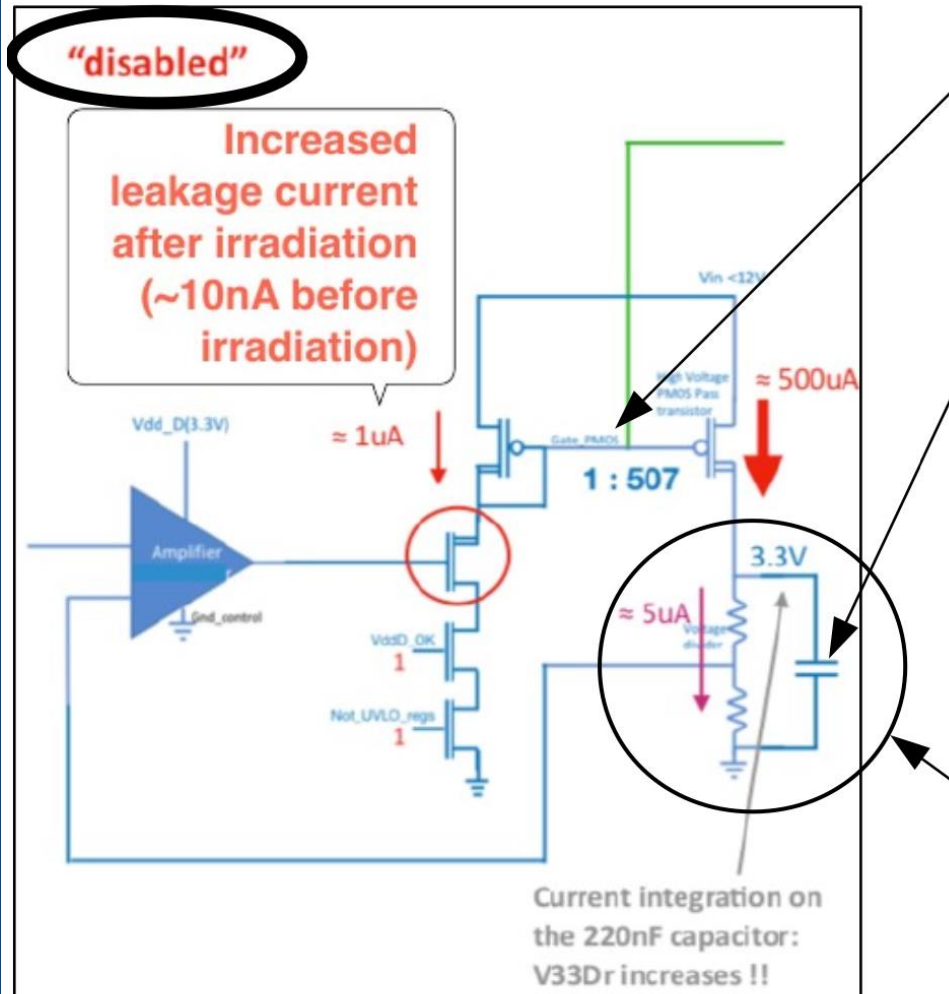 “disabled”
Increased
leakage current
after irradiation
(~10nA before
irradiation)
Vin <12V
High Voltage
PMOS Pass
transistor
≈ 500uA
Vdd_D(3.3V)
≈ 1uA
Gate_PMOS
1 : 507
Amplifier
Gnd_control
3.3V
≈ 5uA
Voltage
divider
VddD_OK
1
Not_UVLO_regs
1
Current integration on
the 220nF capacitor:
V33Dr increases !!